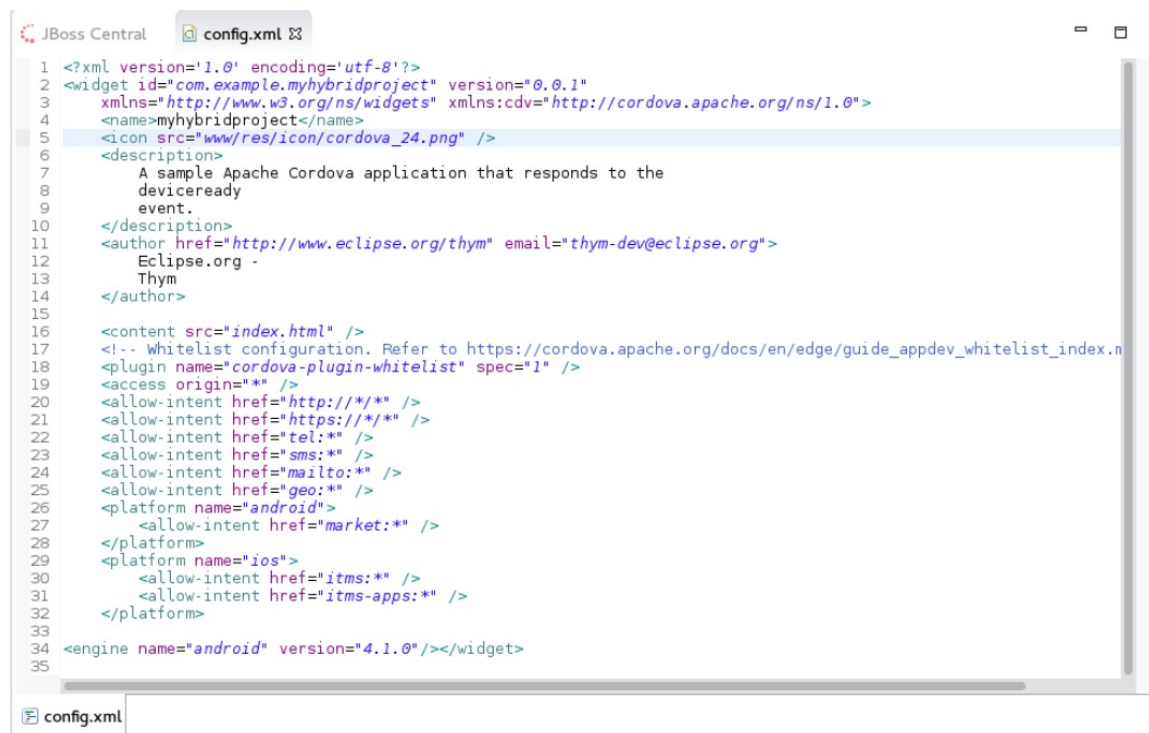 JBoss Central config.xml
1 <?xml version='1.0' encoding='utf-8'?>
2 <widget id="com.example.myhybridproject" version="0.0.1"
3     xmlns="http://www.w3.org/ns/widgets" xmlns:cdv="http://cordova.apache.org/ns/1.0">
4     <name>myhybridproject</name>
5     <icon src="www/res/icon/cordova_24.png" />
6     <description>
7         A sample Apache Cordova application that responds to the
8         deviceready
9         event.
10     </description>
11     <author href="http://www.eclipse.org/thym" email="thym-dev@eclipse.org">
12         Eclipse.org -
13         Thym
14     </author>
15
16     <content src="index.html" />
17     <!-- Whitelist configuration. Refer to https://cordova.apache.org/docs/en/edge/guide_appdev_whitelist_index.m
18     <plugin name="cordova-plugin-whitelist" spec="1" />
19     <access origin="*" />
20     <allow-intent href="http://*/*" />
21     <allow-intent href="https://*/*" />
22     <allow-intent href="tel:*" />
23     <allow-intent href="sms:*" />
24     <allow-intent href="mailto:*" />
25     <allow-intent href="geo:*" />
26     <platform name="android">
27         <allow-intent href="market:*" />
28     </platform>
29     <platform name="ios">
30         <allow-intent href="itms:*" />
31         <allow-intent href="itms-apps:*" />
32     </platform>
33
34 <engine name="android" version="4.1.0"/></widget>
35
config.xml